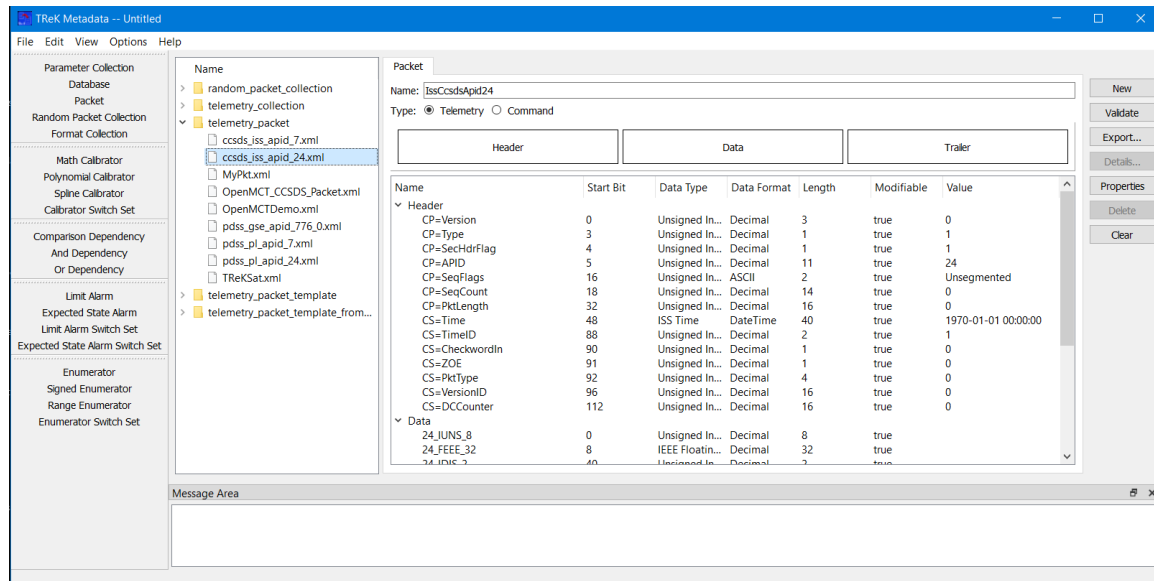 TReK Metadata -- Untitled
File Edit View Options Help
Parameter Collection
Database
Packet
Random Packet Collection
Format Collection
Math Calibrator
Polynomial Calibrator
Spline Calibrator
Calibrator Switch Set
Comparison Dependency
And Dependency
Or Dependency
Limit Alarm
Expected State Alarm
Limit Alarm Switch Set
Expected State Alarm Switch Set
Enumerator
Signed Enumerator
Range Enumerator
Enumerator Switch Set
Name
random_packet_collection
telemetry_collection
telemetry_packet
ccsds_iss_apid_7.xml
ccsds_iss_apid_24.xml
MyPkt.xml
OpenMCT_CCSDS_Packet.xml
OpenMCTDemo.xml
pdss_gse_apid_776_0.xml
pdss_pl_apid_7.xml
pdss_pl_apid_24.xml
TReKSat.xml
telemetry_packet_template
telemetry_packet_template_from...
Packet
Name: IssCcsdsApid24
Type: Telemetry Command
Header Data Trailer
Name Start Bit Data Type Data Format Length Modifiable Value
Header
CP=Version 0 Unsigned In... Decimal 3 true 0
CP=Type 3 Unsigned In... Decimal 1 true 1
CP=SecHdrFlag 4 Unsigned In... Decimal 1 true 1
CP=APID 5 Unsigned In... Decimal 11 true 24
CP=SeqFlags 16 Unsigned In... ASCII 2 true Unsegmented
CP=SeqCount 18 Unsigned In... Decimal 14 true 0
CP=PktLength 32 Unsigned In... Decimal 16 true 0
CS=Time 48 ISS Time DateTime 40 true 1970-01-01 00:00:00
CS=TimeID 88 Unsigned In... Decimal 2 true 1
CS=CheckwordIn 90 Unsigned In... Decimal 1 true 0
CS=ZOE 91 Unsigned In... Decimal 1 true 0
CS=PktType 92 Unsigned In... Decimal 4 true 0
CS=VersionID 96 Unsigned In... Decimal 16 true 0
CS=DCCounter 112 Unsigned In... Decimal 16 true 0
Data
24_IUNS_8 0 Unsigned In... Decimal 8 true
24_FEEE_32 8 IEEE Floatin... Decimal 32 true
24_IDIS_2 40 Unsigned In... Decimal 2 true
New
Validate
Export...
Details...
Properties
Delete
Clear
Message Area